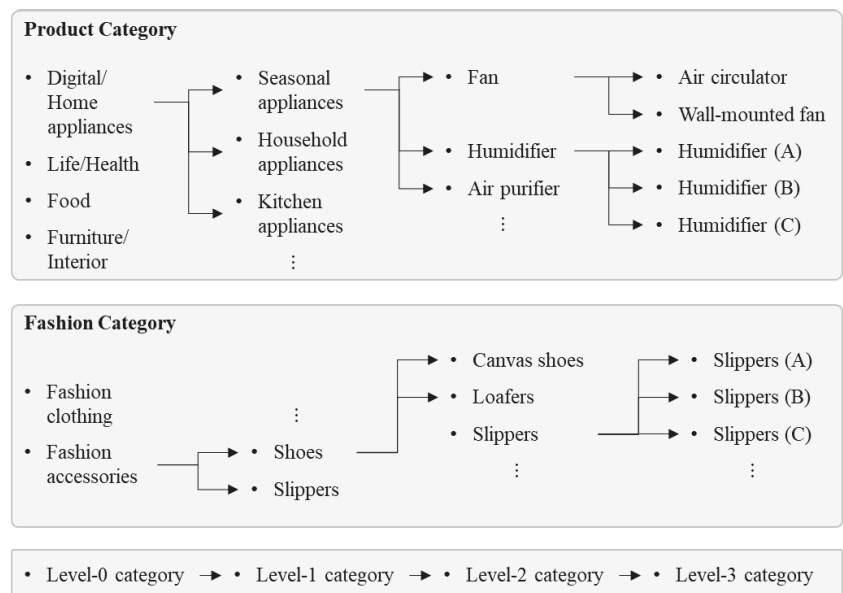 Product Category
• Digital/
Home
appliances
• Life/Health
• Food
• Furniture/
Interior
• Seasonal
appliances
• Household
appliances
• Kitchen
appliances
⋮
• Fan
• Humidifier
• Air purifier
⋮
• Air circulator
• Wall-mounted fan
• Humidifier (A)
• Humidifier (B)
• Humidifier (C)
Fashion Category
• Fashion
clothing
• Fashion
accessories
⋮
• Shoes
• Slippers
• Canvas shoes
• Loafers
• Slippers
⋮
• Slippers (A)
• Slippers (B)
• Slippers (C)
⋮
• Level-0 category → • Level-1 category → • Level-2 category → • Level-3 category